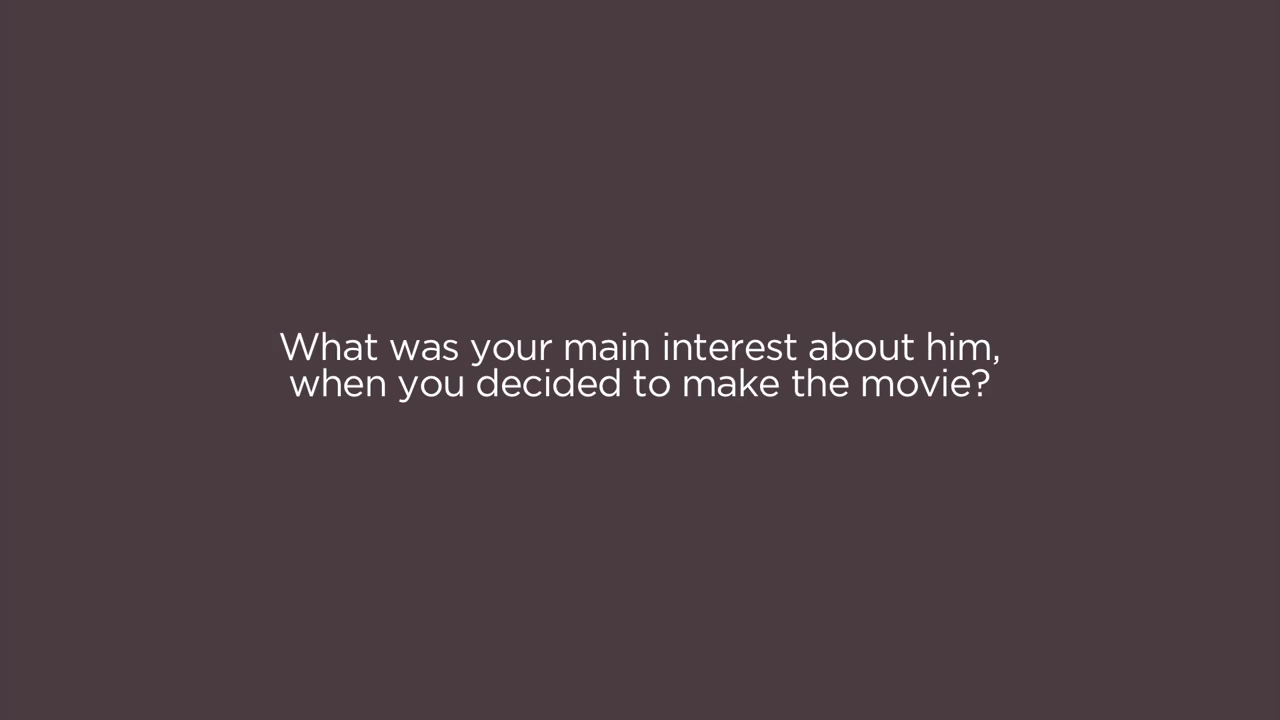 What was your main interest about him,
when you decided to make the movie?